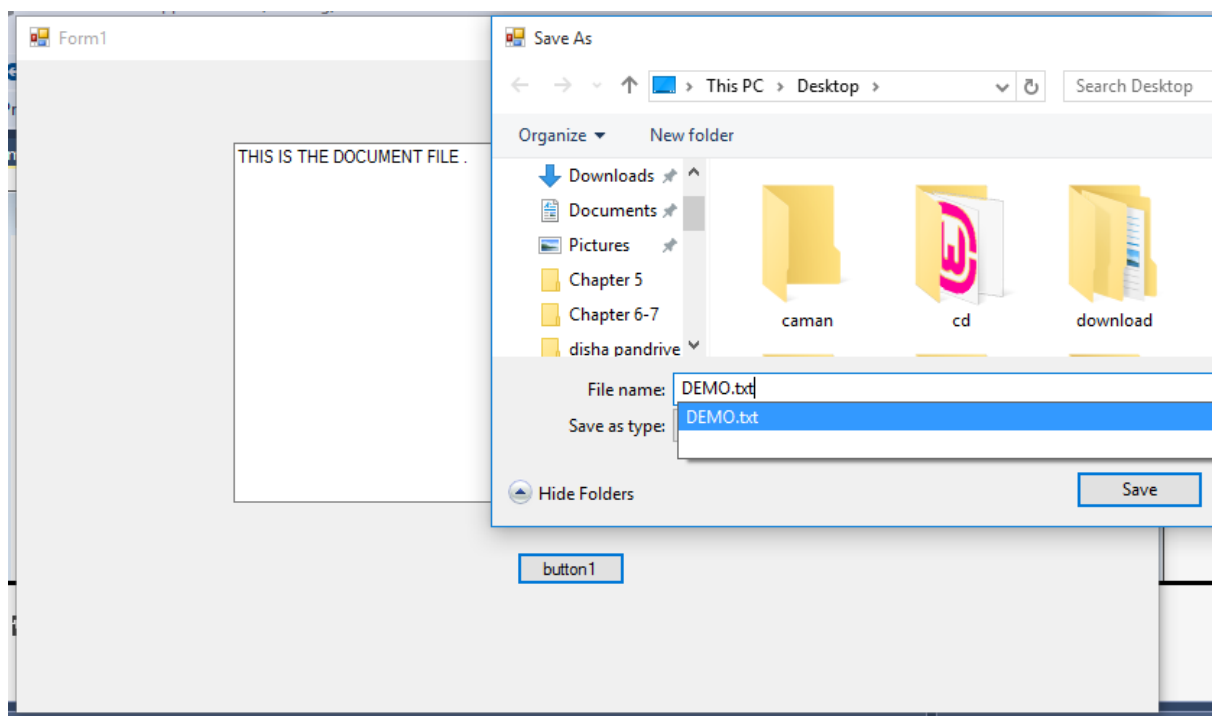 Form1
THIS IS THE DOCUMENT FILE .
button1
Save As
This PC > Desktop >
Search Desktop
Organize New folder
Downloads
Documents
Pictures
Chapter 5
Chapter 6-7
disha pandrive
caman
cd
download
File name: DEMO.txt
DEMO.txt
Save as type:
Hide Folders
Save